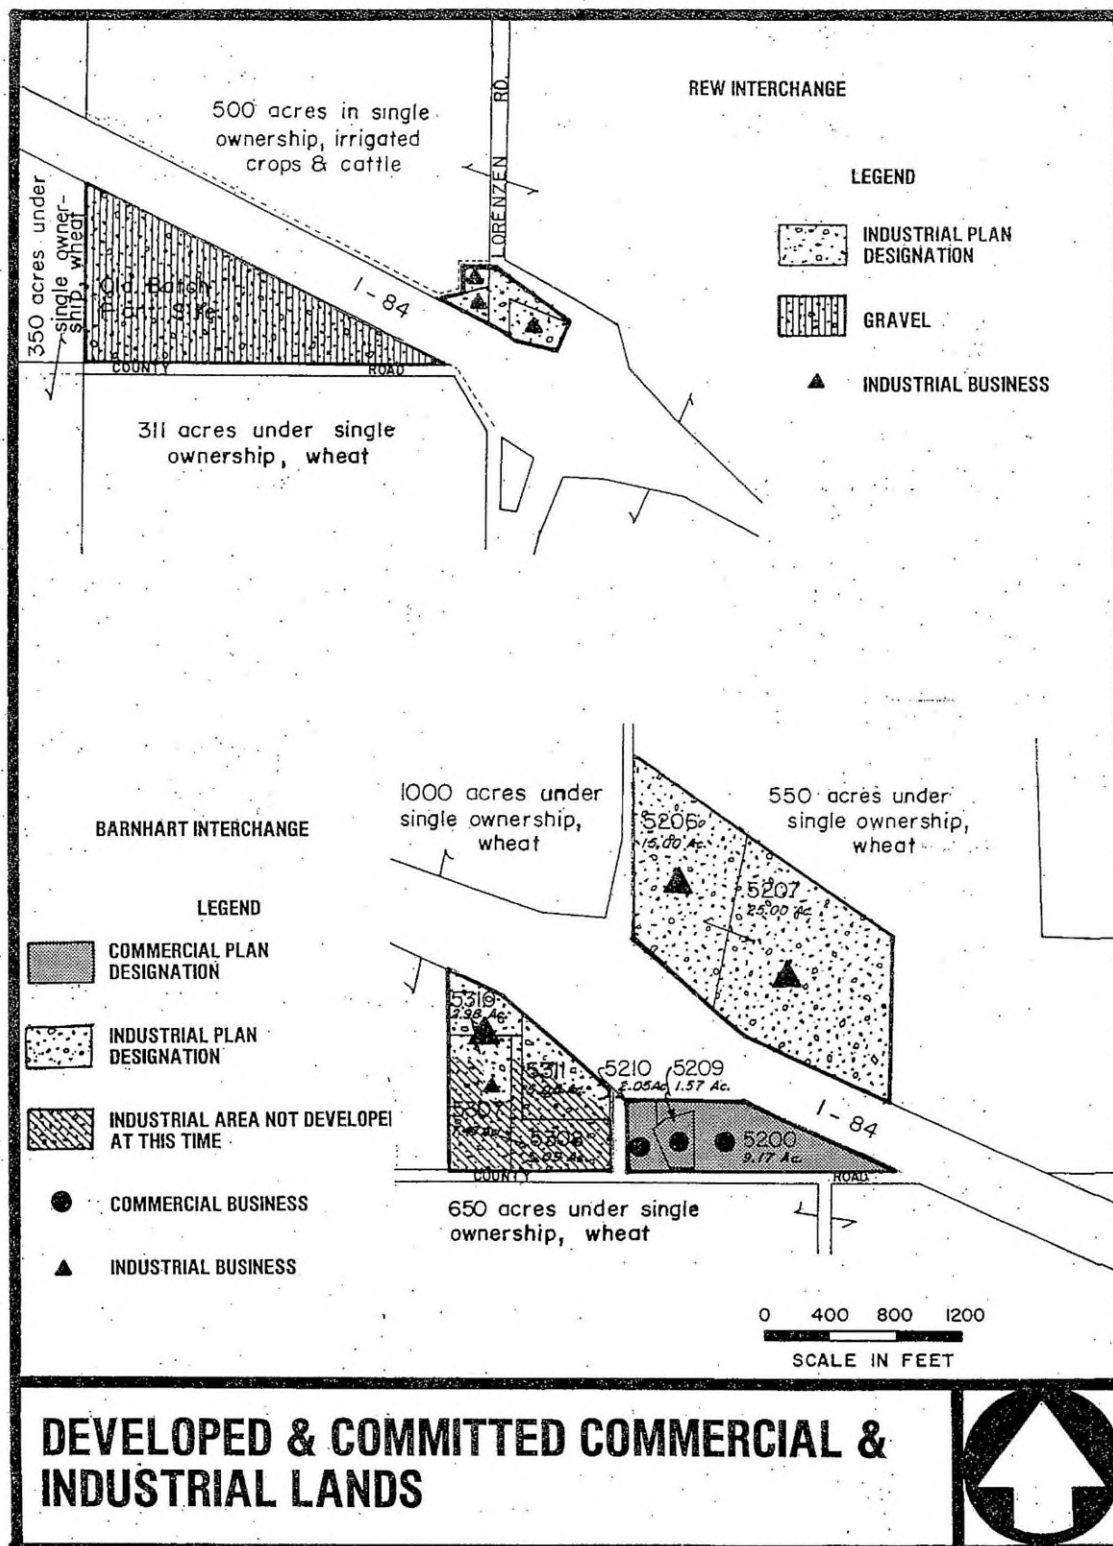 REW INTERCHANGE
500 acres in single
ownership, irrigated
crops & cattle
LORENZEN RD.
LEGEND
INDUSTRIAL PLAN
DESIGNATION
GRAVEL
INDUSTRIAL BUSINESS
350 acres under
single owner-
ship, wheat
Old Batch
I-84
COUNTY ROAD
311 acres under single
ownership, wheat
BARNHART INTERCHANGE
LEGEND
COMMERCIAL PLAN
DESIGNATION
INDUSTRIAL PLAN
DESIGNATION
INDUSTRIAL AREA NOT DEVELOPE
AT THIS TIME
COMMERCIAL BUSINESS
INDUSTRIAL BUSINESS
1000 acres under
single ownership,
wheat
550 acres under
single ownership,
wheat
5206
15.00 Ac.
5207
25.00 Ac.
5310
5311
5210
2.05 Ac
5209
1.57 Ac.
5307
5200
9.17 Ac.
I-84
COUNTY ROAD
650 acres under single
ownership, wheat
0 400 800 1200
SCALE IN FEET
DEVELOPED & COMMITTED COMMERCIAL &
INDUSTRIAL LANDS